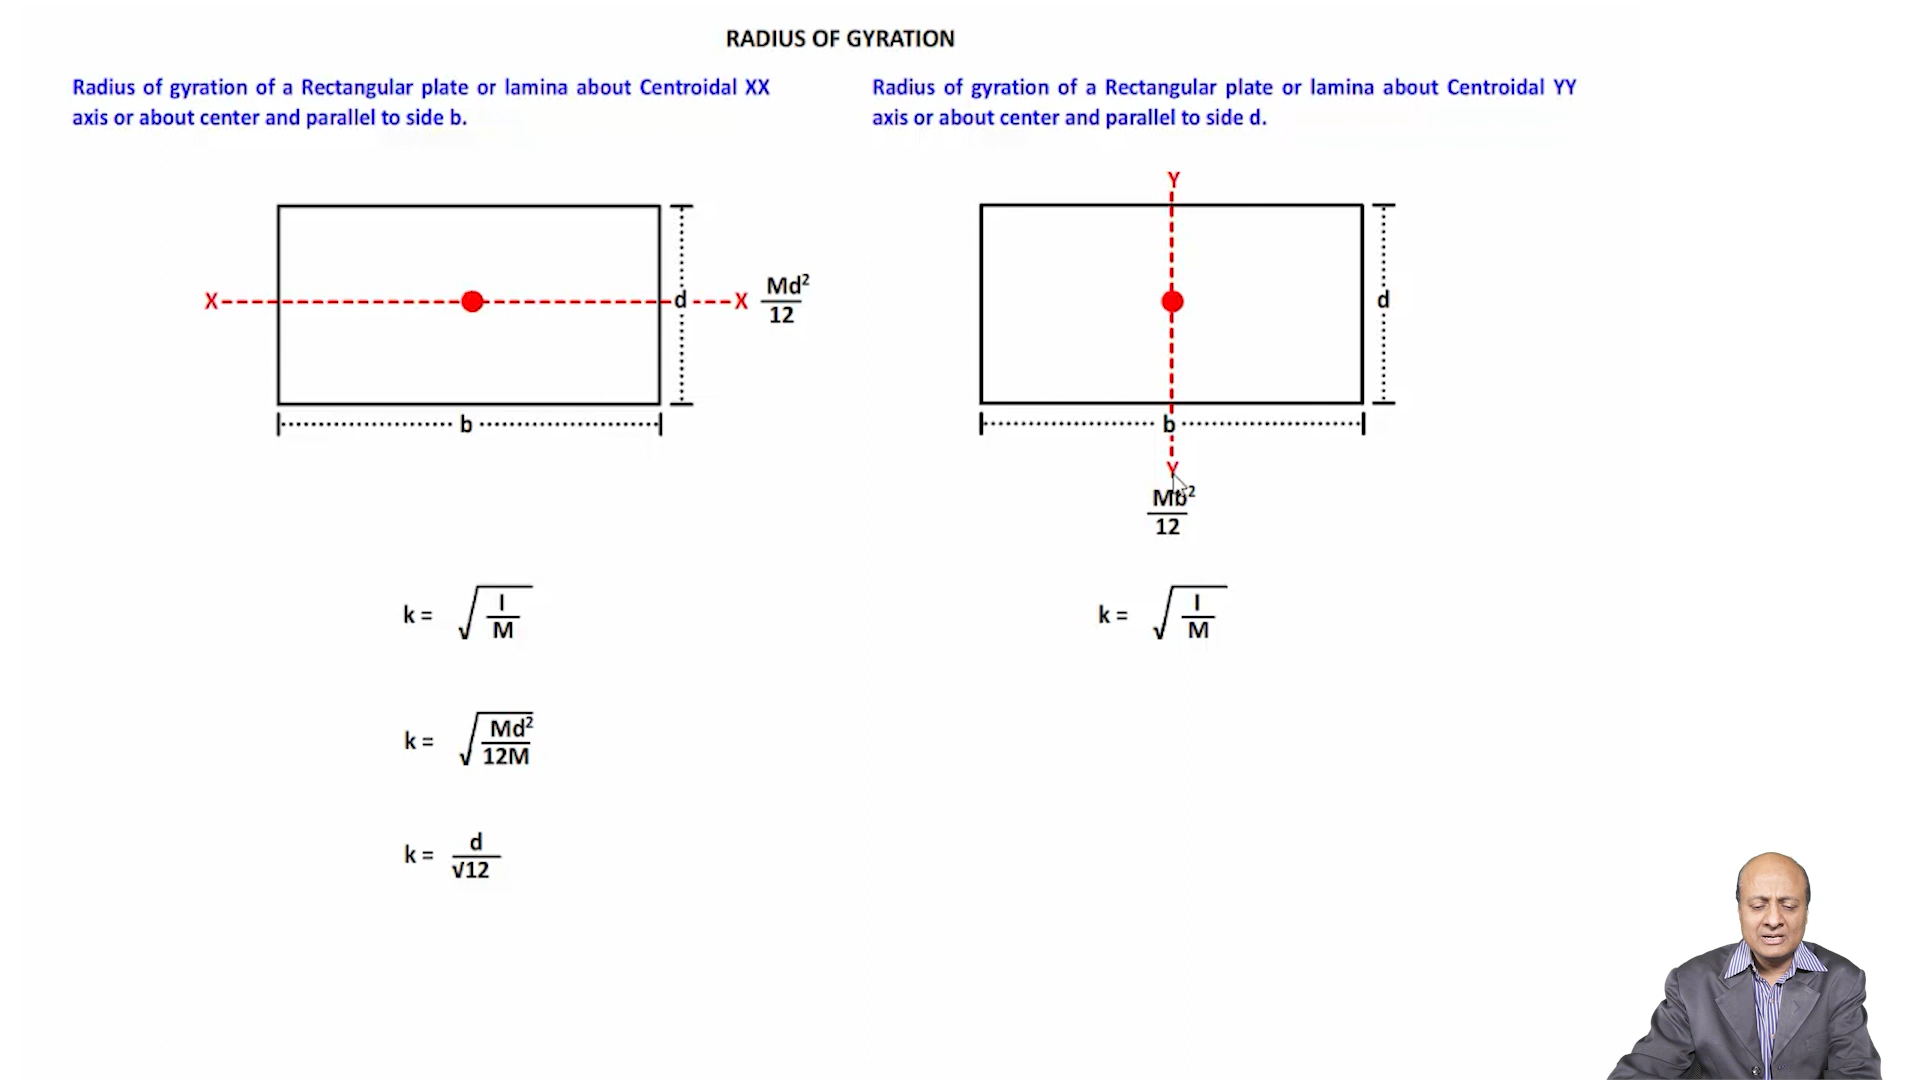 RADIUS OF GYRATION
Radius of gyration of a Rectangular plate or lamina about Centroidal XX
axis or about center and parallel to side b.
X
d
X
Md²
12
b
k =
√
I
M
k =
√
Md²
12M
k =
d
√12
Radius of gyration of a Rectangular plate or lamina about Centroidal YY
axis or about center and parallel to side d.
Y
d
b
Y
Mb²
12
k =
√
I
M